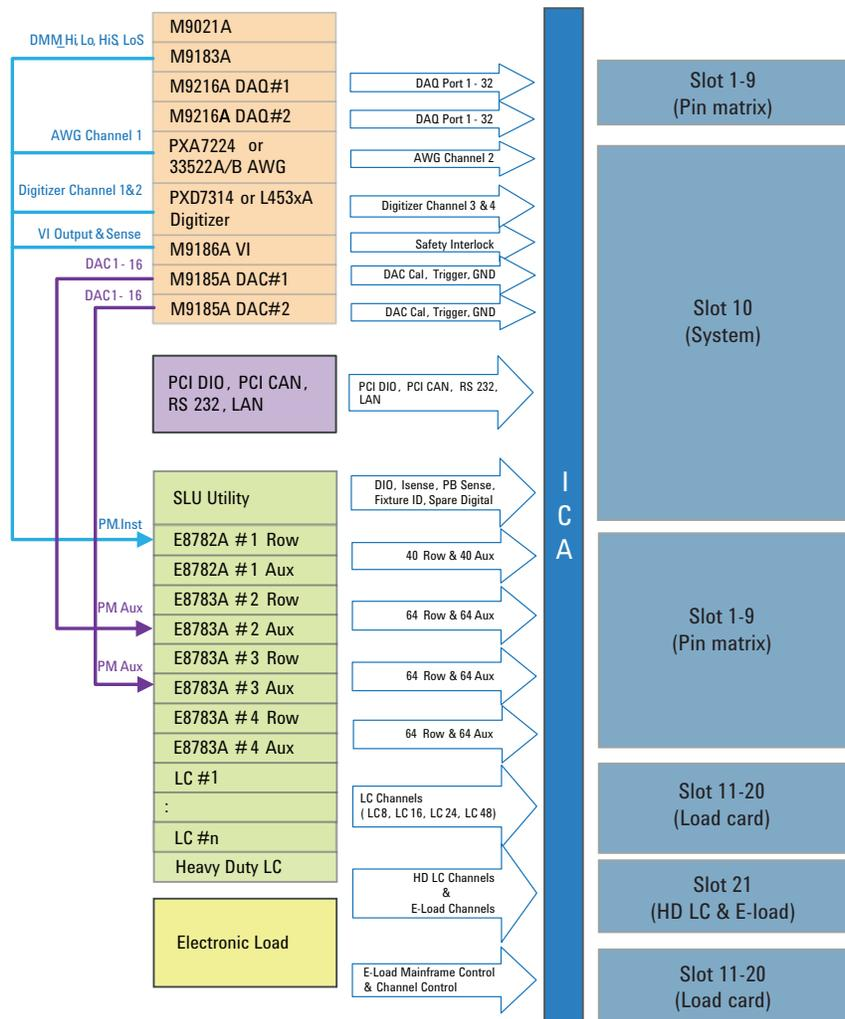 DMM_Hi, Lo, HiS, LoS
AWG Channel 1
Digitizer Channel 1&2
VI Output & Sense
DAC1- 16
DAC1- 16
PM.Inst
PM Aux
PM Aux
M9021A
M9183A
M9216A DAQ#1
M9216A DAQ#2
PXA7224 or
33522A/B AWG
PXD7314 or L453xA
Digitizer
M9186A VI
M9185A DAC#1
M9185A DAC#2
PCI DIO, PCI CAN,
RS 232, LAN
SLU Utility
E8782A #1 Row
E8782A #1 Aux
E8783A #2 Row
E8783A #2 Aux
E8783A #3 Row
E8783A #3 Aux
E8783A #4 Row
E8783A #4 Aux
LC #1
:
LC #n
Heavy Duty LC
Electronic Load
DAQ Port 1 - 32
DAQ Port 1 - 32
AWG Channel 2
Digitizer Channel 3 & 4
Safety Interlock
DAC Cal, Trigger, GND
DAC Cal, Trigger, GND
PCI DIO, PCI CAN, RS 232,
LAN
DIO, Isense, PB Sense,
Fixture ID, Spare Digital
40 Row & 40 Aux
64 Row & 64 Aux
64 Row & 64 Aux
64 Row & 64 Aux
LC Channels
( LC8, LC 16, LC 24, LC 48)
HD LC Channels
&
E-Load Channels
E-Load Mainframe Control
& Channel Control
I
C
A
Slot 1-9
(Pin matrix)
Slot 10
(System)
Slot 1-9
(Pin matrix)
Slot 11-20
(Load card)
Slot 21
(HD LC & E-load)
Slot 11-20
(Load card)